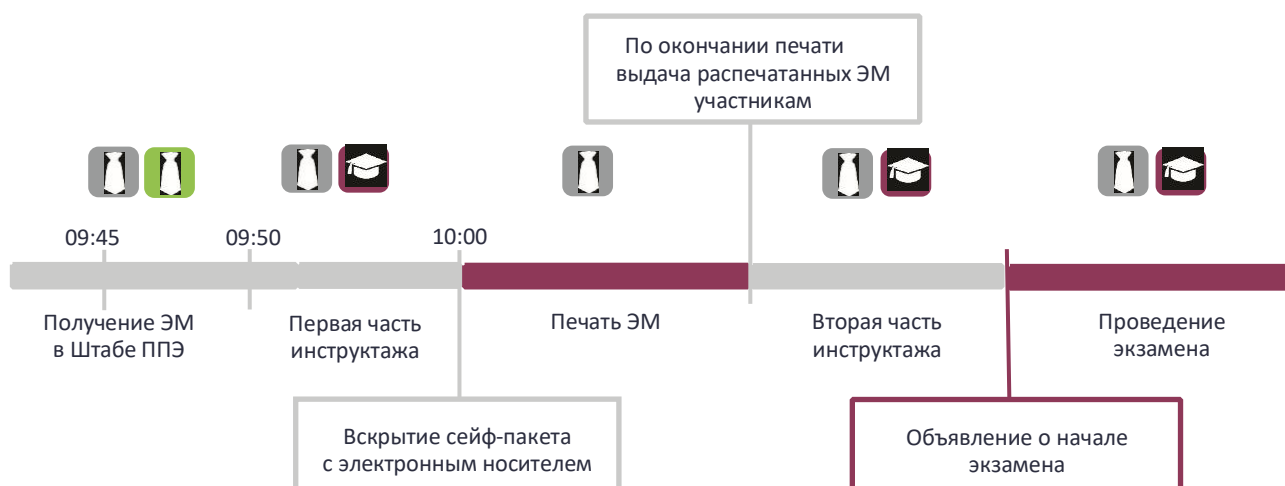 По окончании печати
выдача распечатанных ЭМ
участникам
09:45
09:50
10:00
Получение ЭМ
в Штабе ППЭ
Первая часть
инструктажа
Печать ЭМ
Вторая часть
инструктажа
Проведение
экзамена
Вскрытие сейф-пакета
с электронным носителем
Объявление о начале
экзамена